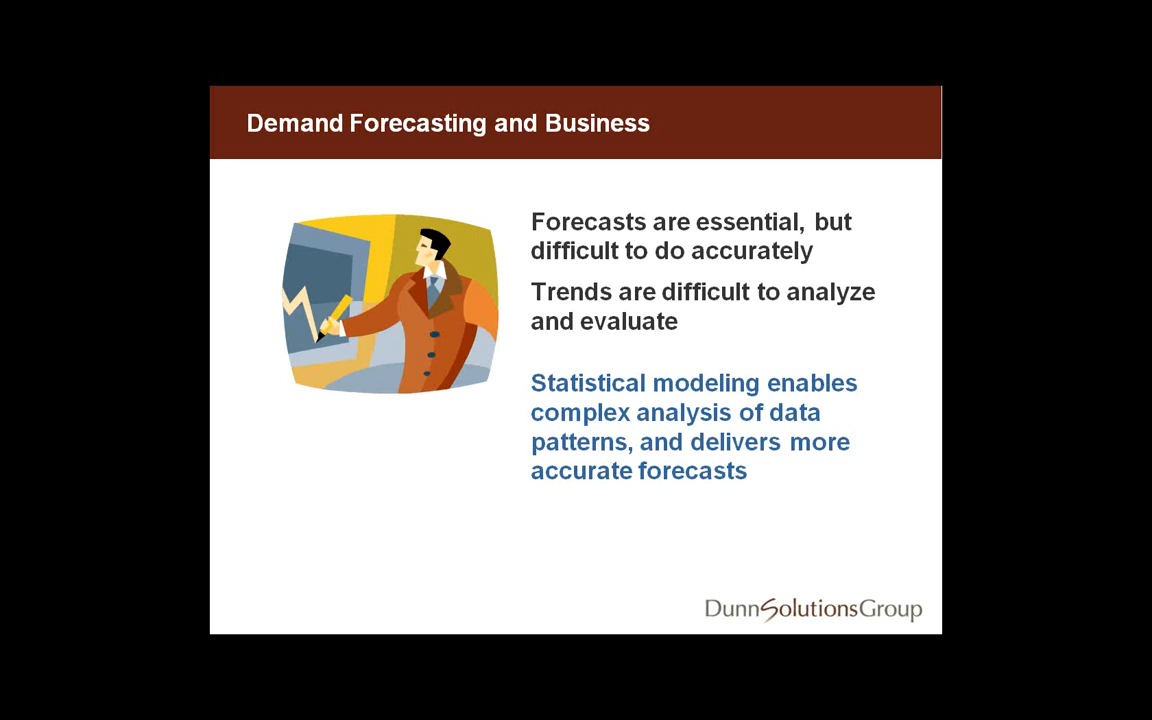 Demand Forecasting and Business
Forecasts are essential, but
difficult to do accurately
Trends are difficult to analyze
and evaluate
Statistical modeling enables
complex analysis of data
patterns, and delivers more
accurate forecasts
DunnSolutionsGroup